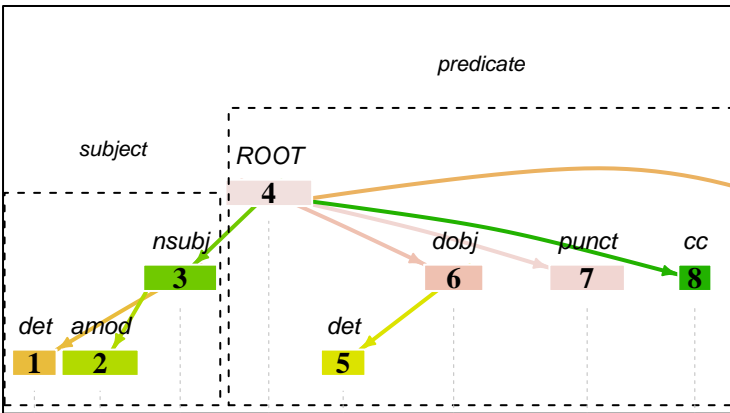 predicate
subject
ROOT
4
nsubj dobj punct cc
3 6 7 8
det amod det
1 2 5